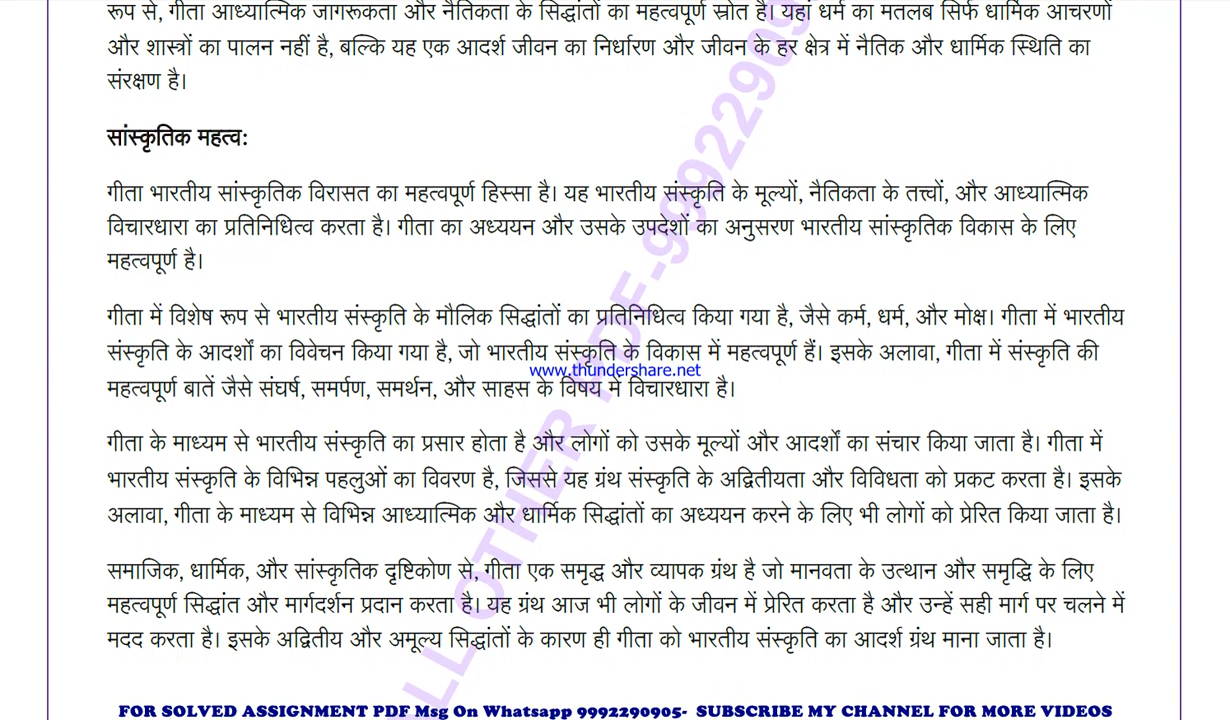 रूप से, गीता आध्यात्मिक जागरूकता और नैतिकता के सिद्धांतों का महत्वपूर्ण स्रोत है। यहां धर्म का मतलब सिर्फ धार्मिक आचरणों
और शास्त्रों का पालन नहीं है, बल्कि यह एक आदर्श जीवन का निर्धारण और जीवन के हर क्षेत्र में नैतिक और धार्मिक स्थिति का
संरक्षण है।
सांस्कृतिक महत्व:
गीता भारतीय सांस्कृतिक विरासत का महत्वपूर्ण हिस्सा है। यह भारतीय संस्कृति के मूल्यों, नैतिकता के तत्त्वों, और आध्यात्मिक
विचारधारा का प्रतिनिधित्व करता है। गीता का अध्ययन और उसके उपदेशों का अनुसरण भारतीय सांस्कृतिक विकास के लिए
महत्वपूर्ण है।
गीता में विशेष रूप से भारतीय संस्कृति के मौलिक सिद्धांतों का प्रतिनिधित्व किया गया है, जैसे कर्म, धर्म, और मोक्ष। गीता में भारतीय
संस्कृति के आदर्शों का विवेचन किया गया है, जो भारतीय संस्कृति के विकास में महत्वपूर्ण हैं। इसके अलावा, गीता में संस्कृति की
www.thundershare.net
महत्वपूर्ण बातें जैसे संघर्ष, समर्पण, समर्थन, और साहस के विषय में विचारधारा है।
गीता के माध्यम से भारतीय संस्कृति का प्रसार होता है और लोगों को उसके मूल्यों और आदर्शों का संचार किया जाता है। गीता में
भारतीय संस्कृति के विभिन्न पहलुओं का विवरण है, जिससे यह ग्रंथ संस्कृति के अद्वितीयता और विविधता को प्रकट करता है। इसके
अलावा, गीता के माध्यम से विभिन्न आध्यात्मिक और धार्मिक सिद्धांतों का अध्ययन करने के लिए भी लोगों को प्रेरित किया जाता है।
समाजिक, धार्मिक, और सांस्कृतिक दृष्टिकोण से, गीता एक समृद्ध और व्यापक ग्रंथ है जो मानवता के उत्थान और समृद्धि के लिए
महत्वपूर्ण सिद्धांत और मार्गदर्शन प्रदान करता है। यह ग्रंथ आज भी लोगों के जीवन में प्रेरित करता है और उन्हें सही मार्ग पर चलने में
मदद करता है। इसके अद्वितीय और अमूल्य सिद्धांतों के कारण ही गीता को भारतीय संस्कृति का आदर्श ग्रंथ माना जाता है।
ALL OTHER PDF-99922909
FOR SOLVED ASSIGNMENT PDF Msg On Whatsapp 9992290905- SUBSCRIBE MY CHANNEL FOR MORE VIDEOS